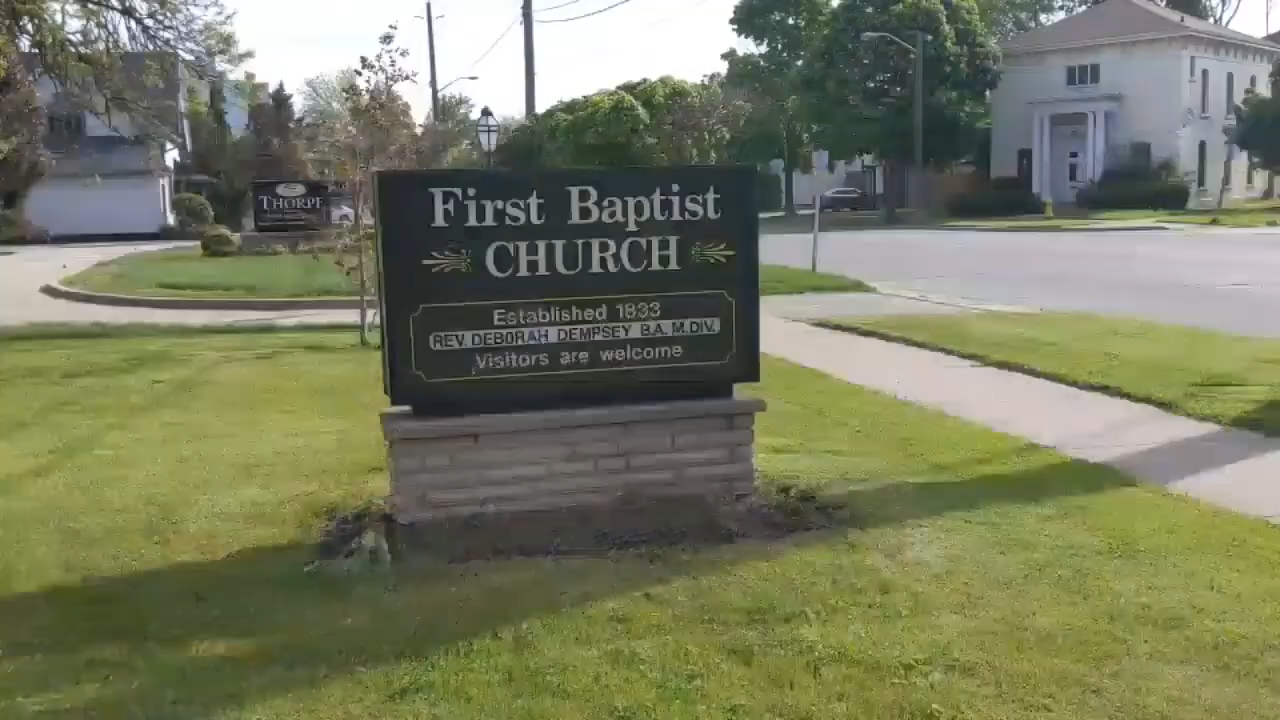 First Baptist
CHURCH
Established 1833
REV. DEBORAH DEMPSEY B.A. M.DIV.
Visitors are welcome
THORPE